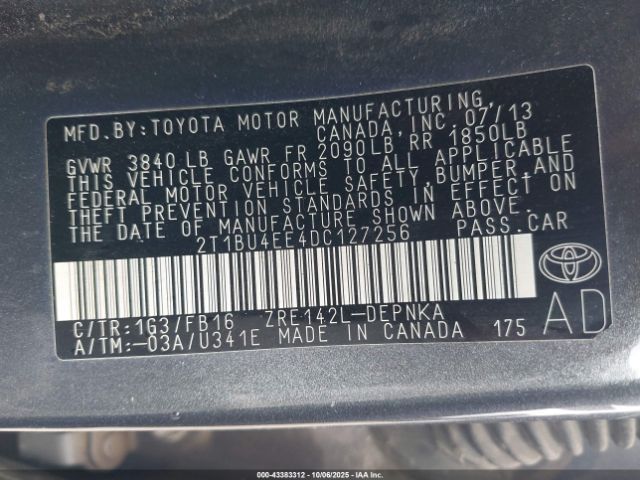 MFD. BY: TOYOTA MOTOR MANUFACTURING,
CANADA, INC. 07/13
GVWR 3840 LB GAWR FR 2090LB, RR 1850LB
THIS VEHICLE CONFORMS TO ALL APPLICABLE
FEDERAL MOTOR VEHICLE SAFETY, BUMPER, AND
THEFT PREVENTION STANDARDS IN EFFECT ON
THE DATE OF MANUFACTURE SHOWN ABOVE.
2T1BU4EE4DC127256 PASS. CAR
C/TR: 1G3/FB16 ZRE142L-DEPNKA
A/TM: -03A/U341E MADE IN CANADA 175
AD
000-43383312 10/06/2025 - IAAI, Inc.